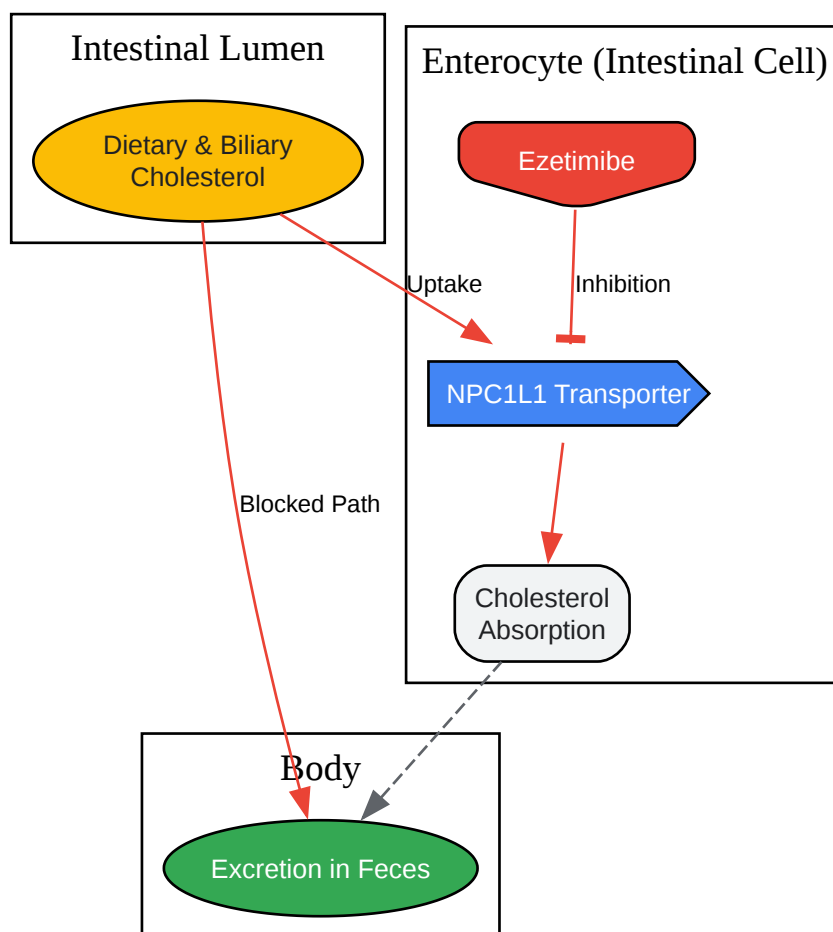 Intestinal Lumen
Enterocyte (Intestinal Cell)
Dietary & Biliary
Cholesterol
Ezetimibe
Uptake
Inhibition
NPC1L1 Transporter
Blocked Path
Cholesterol
Absorption
Body
Excretion in Feces